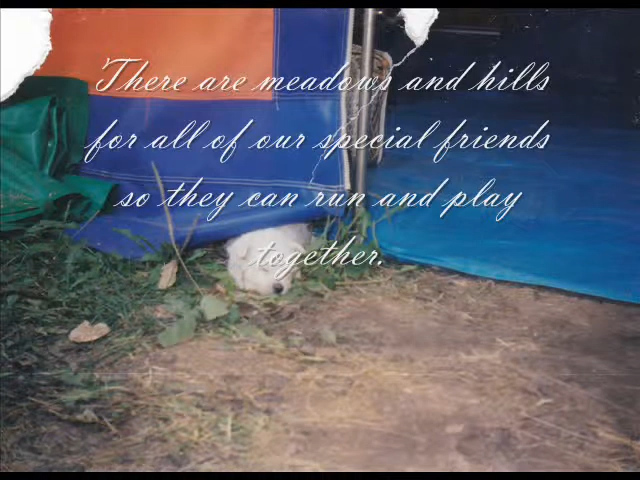 There are meadows and hills
for all of our special friends
so they can run and play
together.